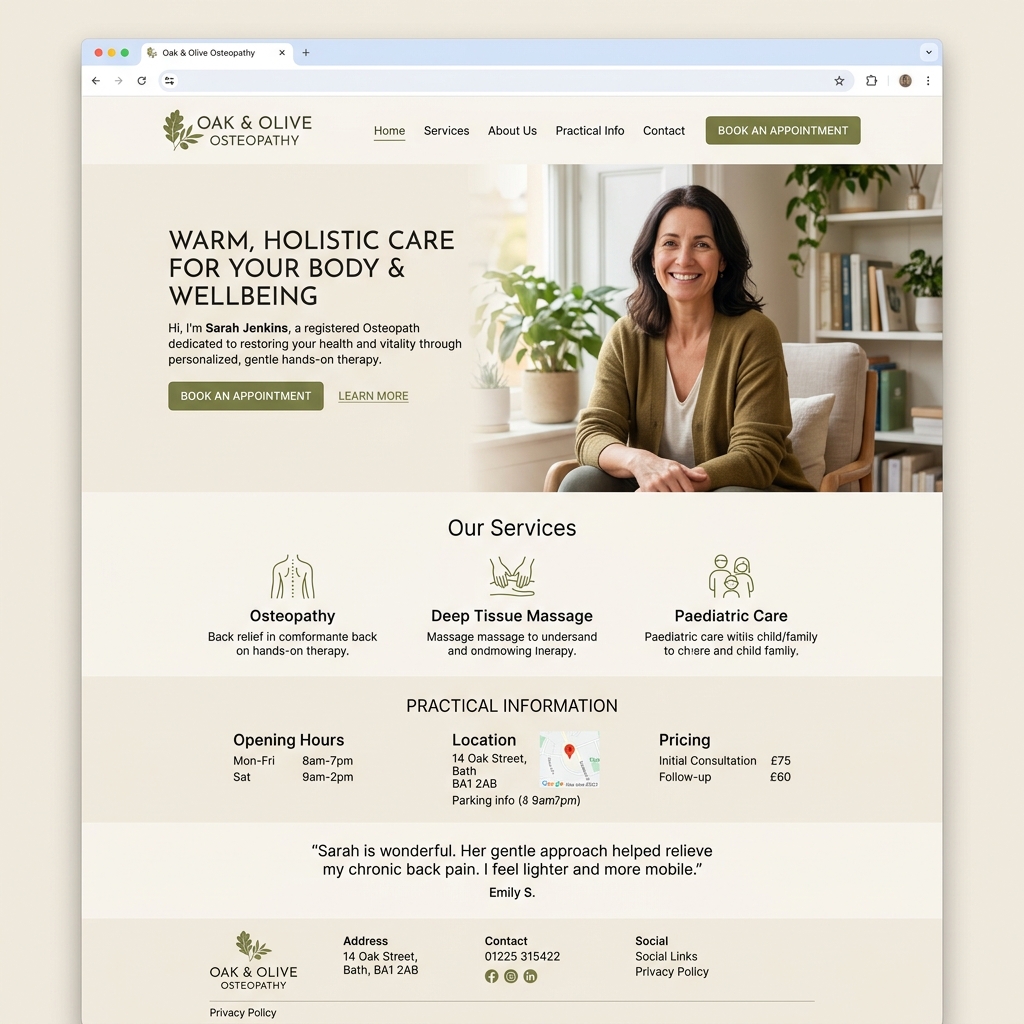 Oak & Olive Osteopathy
OAK & OLIVE
OSTEOPATHY
Home
Services
About Us
Practical Info
Contact
BOOK AN APPOINTMENT
WARM, HOLISTIC CARE
FOR YOUR BODY &
WELLBEING
Hi, I'm Sarah Jenkins, a registered Osteopath
dedicated to restoring your health and vitality through
personalized, gentle hands-on therapy.
BOOK AN APPOINTMENT
LEARN MORE
Our Services
Osteopathy
Back relief in comformante back
on hands-on therapy.
Deep Tissue Massage
Massage massage to undersand
and ondmowing
Paediatric Care
Paediatric care witils child/family
to and child family.
PRACTICAL INFORMATION
Opening Hours
Mon-Fri 8am-7pm
Sat 9am-2pm
Location
14 Oak Street,
Bath
BA1 2AB
Parking info (8 9am7pm)
Pricing
Initial Consultation £75
Follow-up £60
“Sarah is wonderful. Her gentle approach helped relieve
my chronic back pain. I feel lighter and more mobile.”
Emily S.
OAK & OLIVE
OSTEOPATHY
Address
14 Oak Street,
Bath, BA1 2AB
Contact
01225 315422
Social
Social Links
Privacy Policy
Privacy Policy